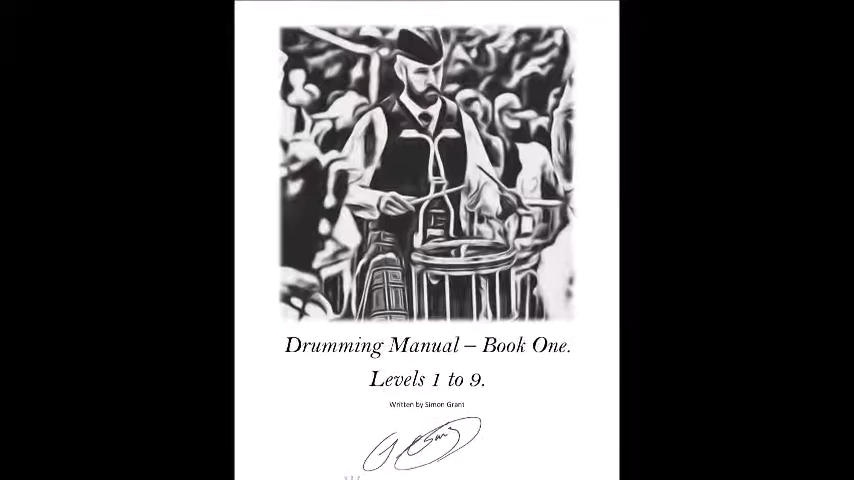 Drumming Manual – Book One.
Levels 1 to 9.
Written by Simon Grant